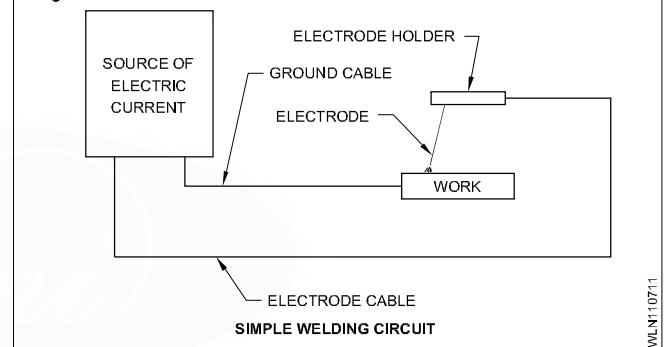 SOURCE OF
ELECTRIC
CURRENT
ELECTRODE HOLDER
GROUND CABLE
ELECTRODE
WORK
ELECTRODE CABLE
SIMPLE WELDING CIRCUIT
WLN110711